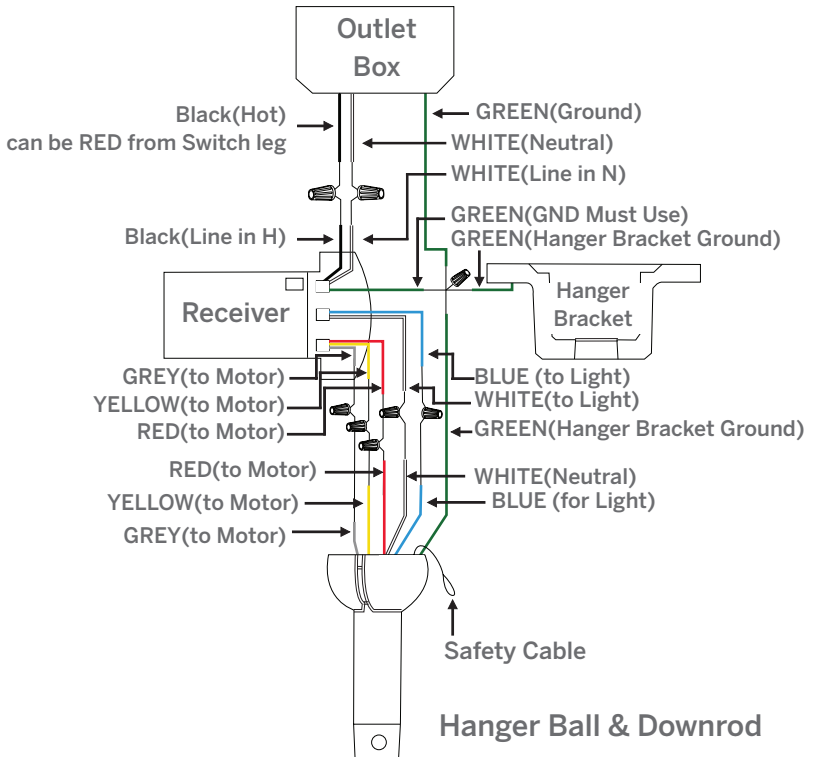 Outlet
Box
Black(Hot)
can be RED from Switch leg
GREEN(Ground)
WHITE(Neutral)
WHITE(Line in N)
GREEN(GND Must Use)
Black(Line in H)
GREEN(Hanger Bracket Ground)
Receiver
Hanger
Bracket
GREY(to Motor)
BLUE (to Light)
YELLOW(to Motor)
WHITE(to Light)
RED(to Motor)
GREEN(Hanger Bracket Ground)
RED(to Motor)
WHITE(Neutral)
YELLOW(to Motor)
BLUE (for Light)
GREY(to Motor)
Safety Cable
Hanger Ball & Downrod